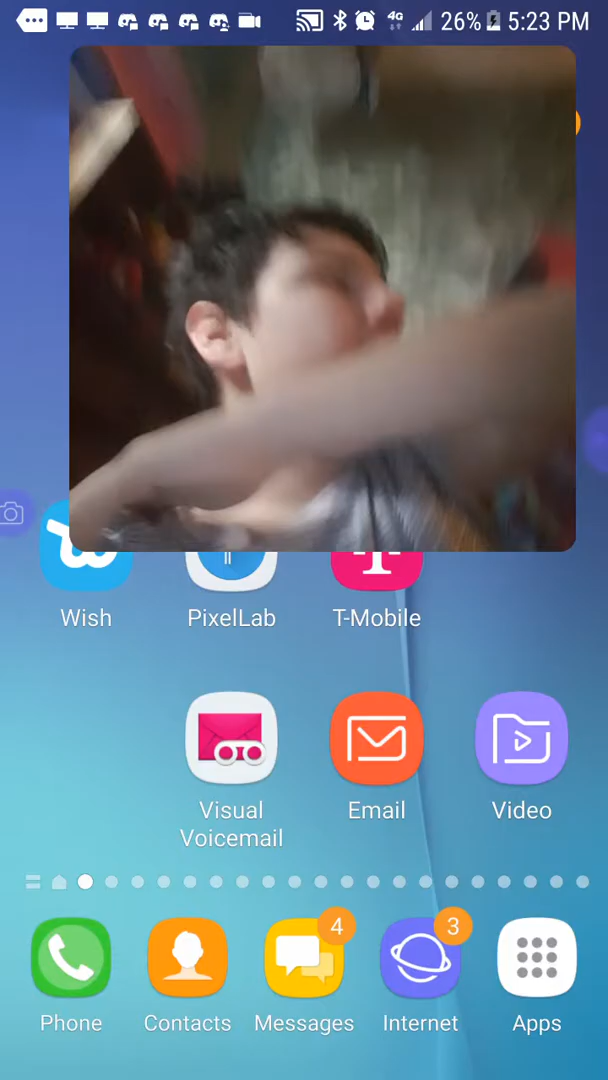 4G 26% 5:23 PM
Wish PixelLab T-Mobile
Visual Voicemail Email Video
4 3
Phone Contacts Messages Internet Apps